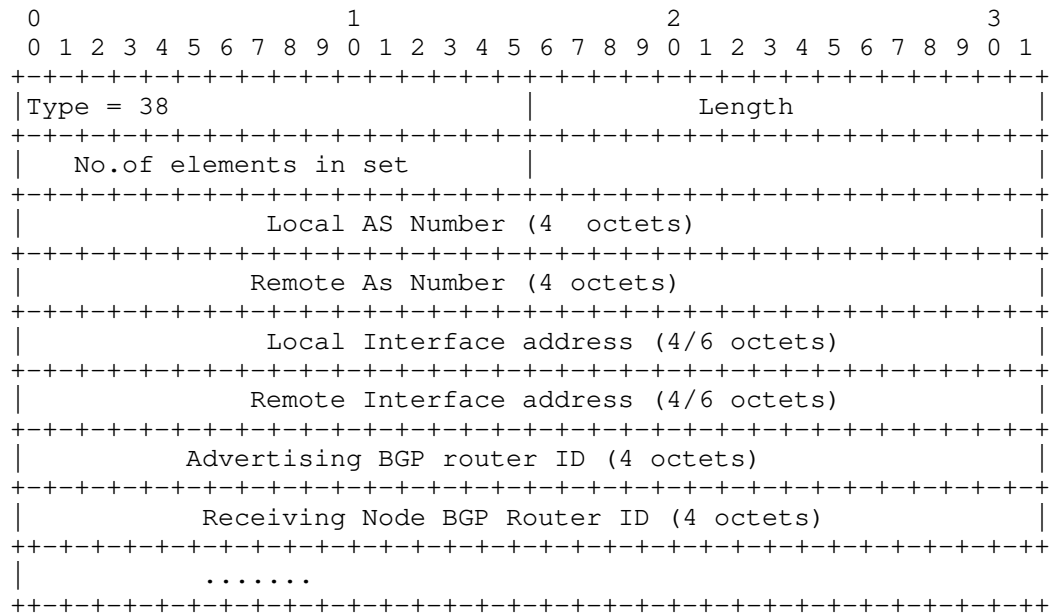 0                   1                   2                   3
 0 1 2 3 4 5 6 7 8 9 0 1 2 3 4 5 6 7 8 9 0 1 2 3 4 5 6 7 8 9 0 1
+-+-+-+-+-+-+-+-+-+-+-+-+-+-+-+-+-+-+-+-+-+-+-+-+-+-+-+-+-+-+-+-+
|Type = 38                      |          Length               |
+-+-+-+-+-+-+-+-+-+-+-+-+-+-+-+-+-+-+-+-+-+-+-+-+-+-+-+-+-+-+-+-+
|   No.of elements in set       |                               |
+-+-+-+-+-+-+-+-+-+-+-+-+-+-+-+-+-+-+-+-+-+-+-+-+-+-+-+-+-+-+-+-+
|               Local AS Number (4  octets)                     |
+-+-+-+-+-+-+-+-+-+-+-+-+-+-+-+-+-+-+-+-+-+-+-+-+-+-+-+-+-+-+-+-+
|              Remote As Number (4 octets)                      |
+-+-+-+-+-+-+-+-+-+-+-+-+-+-+-+-+-+-+-+-+-+-+-+-+-+-+-+-+-+-+-+-+
|               Local Interface address (4/6 octets)            |
+-+-+-+-+-+-+-+-+-+-+-+-+-+-+-+-+-+-+-+-+-+-+-+-+-+-+-+-+-+-+-+-+
|              Remote Interface address (4/6 octets)            |
+-+-+-+-+-+-+-+-+-+-+-+-+-+-+-+-+-+-+-+-+-+-+-+-+-+-+-+-+-+-+-+-+
|          Advertising BGP router ID (4 octets)                 |
+-+-+-+-+-+-+-+-+-+-+-+-+-+-+-+-+-+-+-+-+-+-+-+-+-+-+-+-+-+-+-+-+
|           Receiving Node BGP Router ID (4 octets)             |
++-+-+-+-+-+-+-+-+-+-+-+-+-+-+-+-+-+-+-+-+-+-+-+-+-+-+-+-+-+-+-++
|           .......
++-+-+-+-+-+-+-+-+-+-+-+-+-+-+-+-+-+-+-+-+-+-+-+-+-+-+-+-+-+-+-++